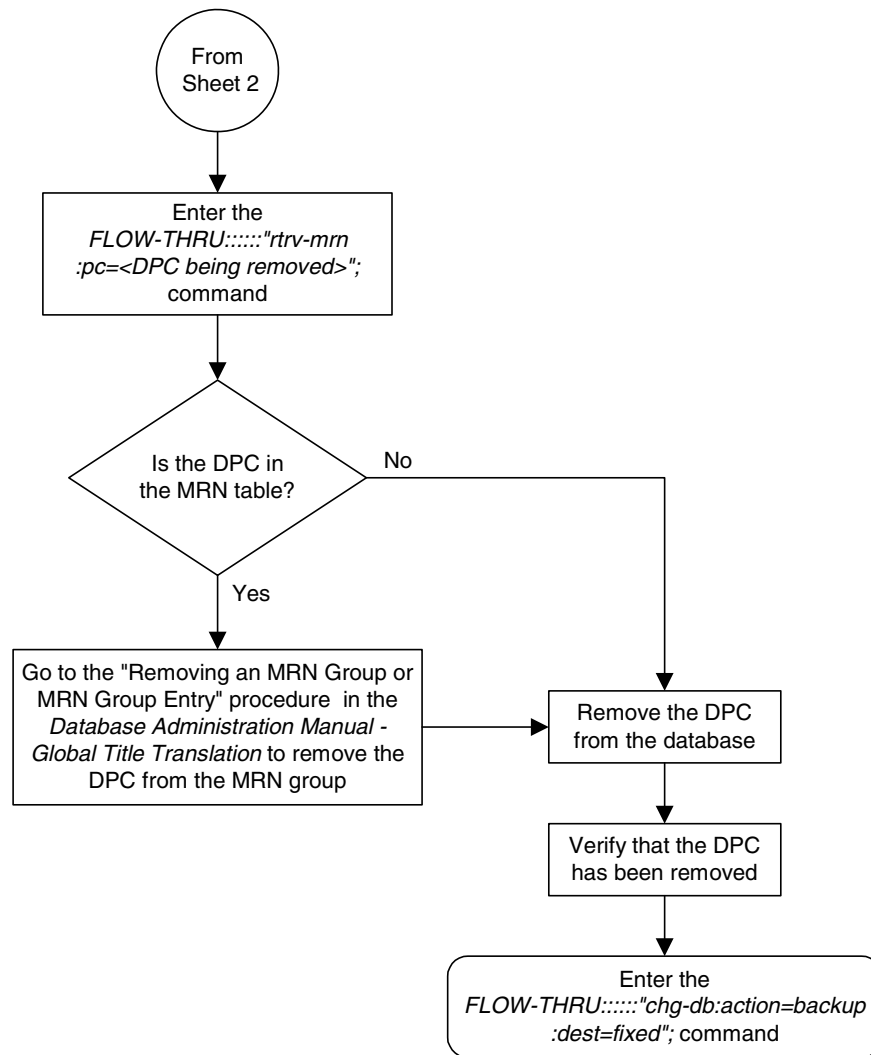 From
Sheet 2
Enter the
FLOW-THRU::::::"rtrv-mrn
:pc=<DPC being removed>";
command
Is the DPC in
the MRN table?
No
Yes
Go to the "Removing an MRN Group or
MRN Group Entry" procedure in the
Database Administration Manual -
Global Title Translation to remove the
DPC from the MRN group
Remove the DPC
from the database
Verify that the DPC
has been removed
Enter the
FLOW-THRU::::::"chg-db:action=backup
:dest=fixed"; command